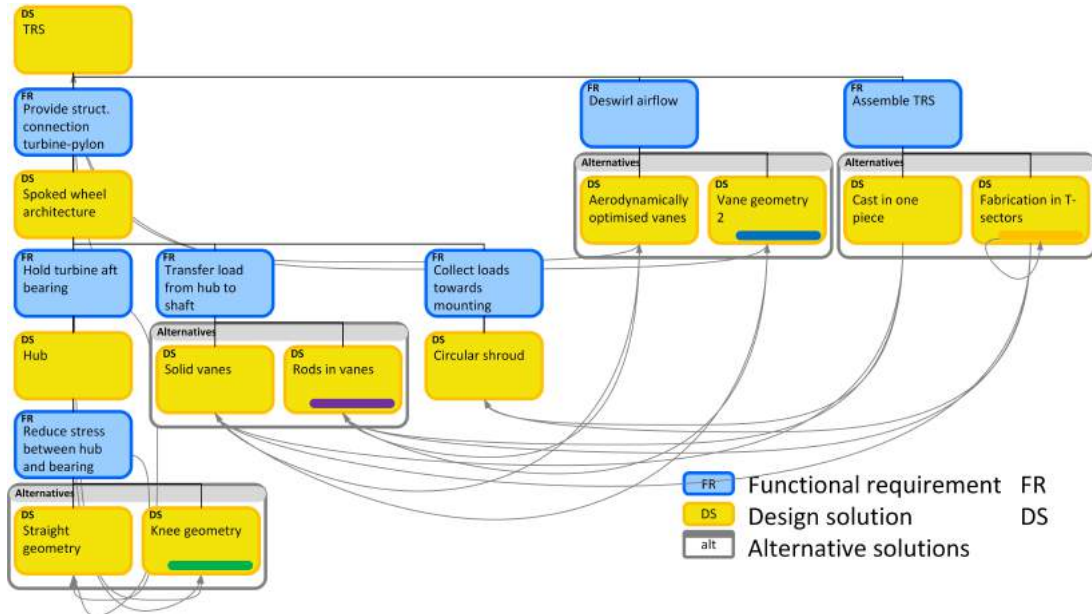 DS
TRS
FR
Provide struct.
connection
turbine-pylon
FR
Deswirl airflow
FR
Assemble TRS
DS
Spoked wheel
architecture
Alternatives
DS
Aerodynamically
optimised vanes
DS
Vane geometry
2
Alternatives
DS
Cast in one
piece
DS
Fabrication in T-
sectors
FR
Hold turbine aft
bearing
FR
Transfer load
from hub to
shaft
FR
Collect loads
towards
mounting
DS
Hub
Alternatives
DS
Solid vanes
DS
Rods in vanes
DS
Circular shroud
FR
Reduce stress
between hub
and bearing
Alternatives
DS
Straight
geometry
DS
Knee geometry
FR Functional requirement FR
DS Design solution DS
alt Alternative solutions